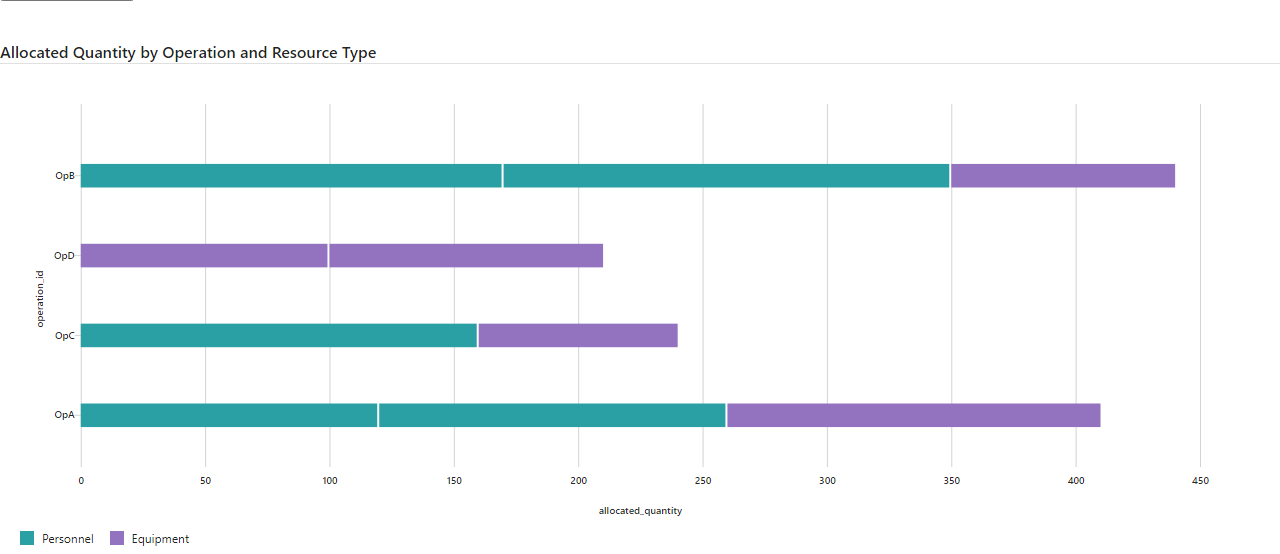 Allocated Quantity by Operation and Resource Type
OpB
OpD
OpC
OpA
operation_id
0 50 100 150 200 250 300 350 400 450
allocated_quantity
Personnel Equipment